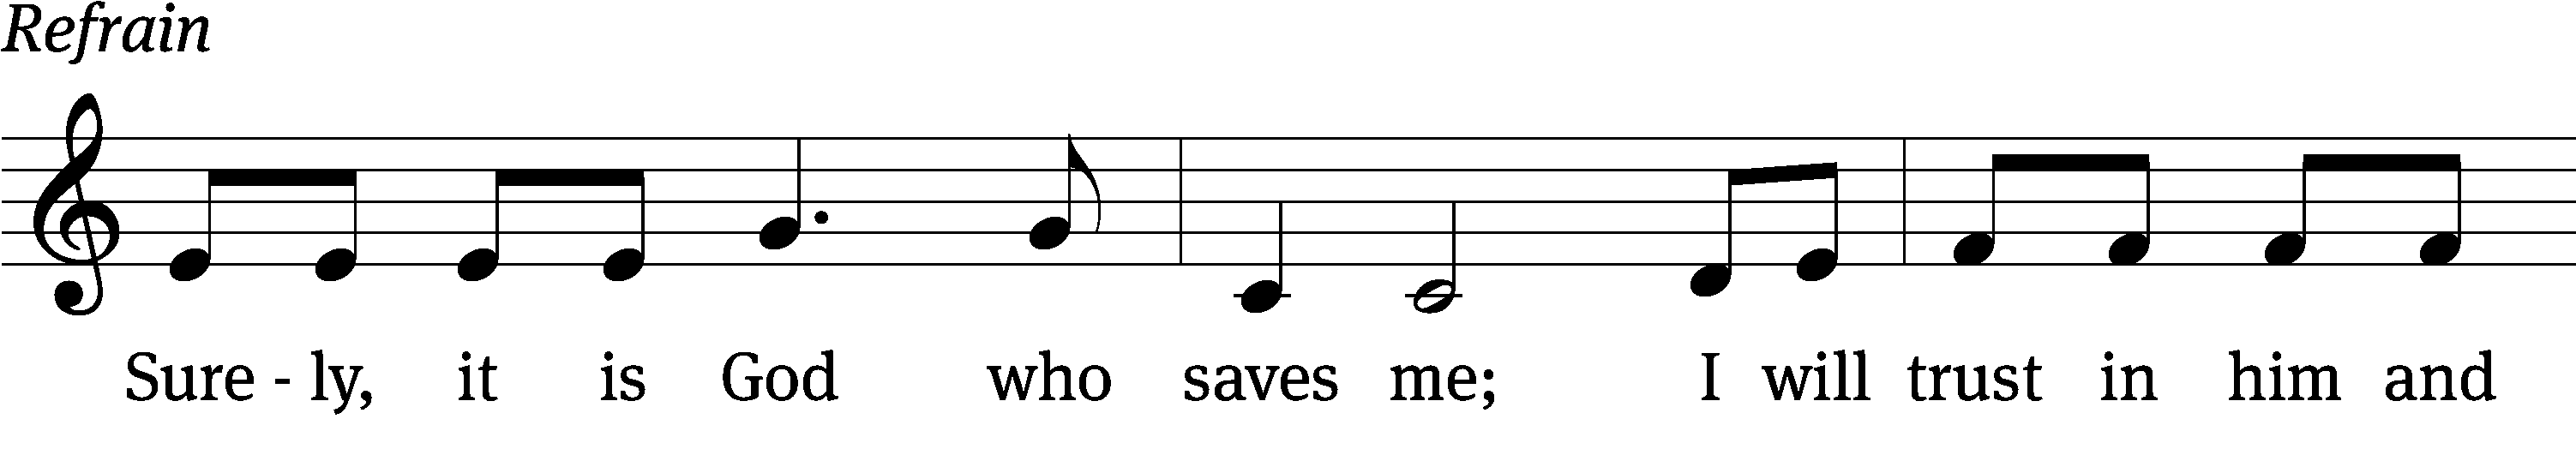 Refrain
Sure - ly, it is God who saves me; I will trust in him and